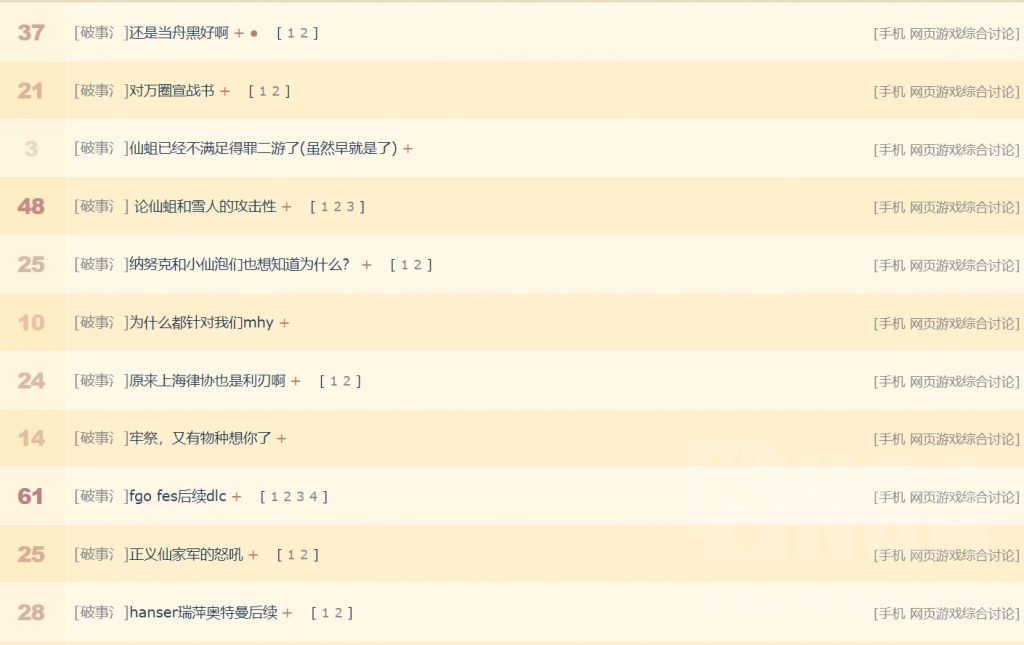 37 [破事氵]还是当舟黑好啊 + ● [ 1 2 ] [手机 网页游戏综合讨论]
21 [破事氵]对万圈宣战书 + [ 1 2 ] [手机 网页游戏综合讨论]
3 [破事氵]仙蛆已经不满足得罪二游了(虽然早就是了) + [手机 网页游戏综合讨论]
48 [破事氵] 论仙蛆和雪人的攻击性 + [ 1 2 3 ] [手机 网页游戏综合讨论]
25 [破事氵]纳努克和小仙泡们也想知道为什么? + [ 1 2 ] [手机 网页游戏综合讨论]
10 [破事氵]为什么都针对我们mhy + [手机 网页游戏综合讨论]
24 [破事氵]原来上海律协也是利刃啊 + [ 1 2 ] [手机 网页游戏综合讨论]
14 [破事氵]牢祭，又有物种想你了 + [手机 网页游戏综合讨论]
61 [破事氵]fgo fes后续dlc + [ 1 2 3 4 ] [手机 网页游戏综合讨论]
25 [破事氵]正义仙家军的怒吼 + [ 1 2 ] [手机 网页游戏综合讨论]
28 [破事氵]hanser瑞萍奥特曼后续 + [ 1 2 ] [手机 网页游戏综合讨论]